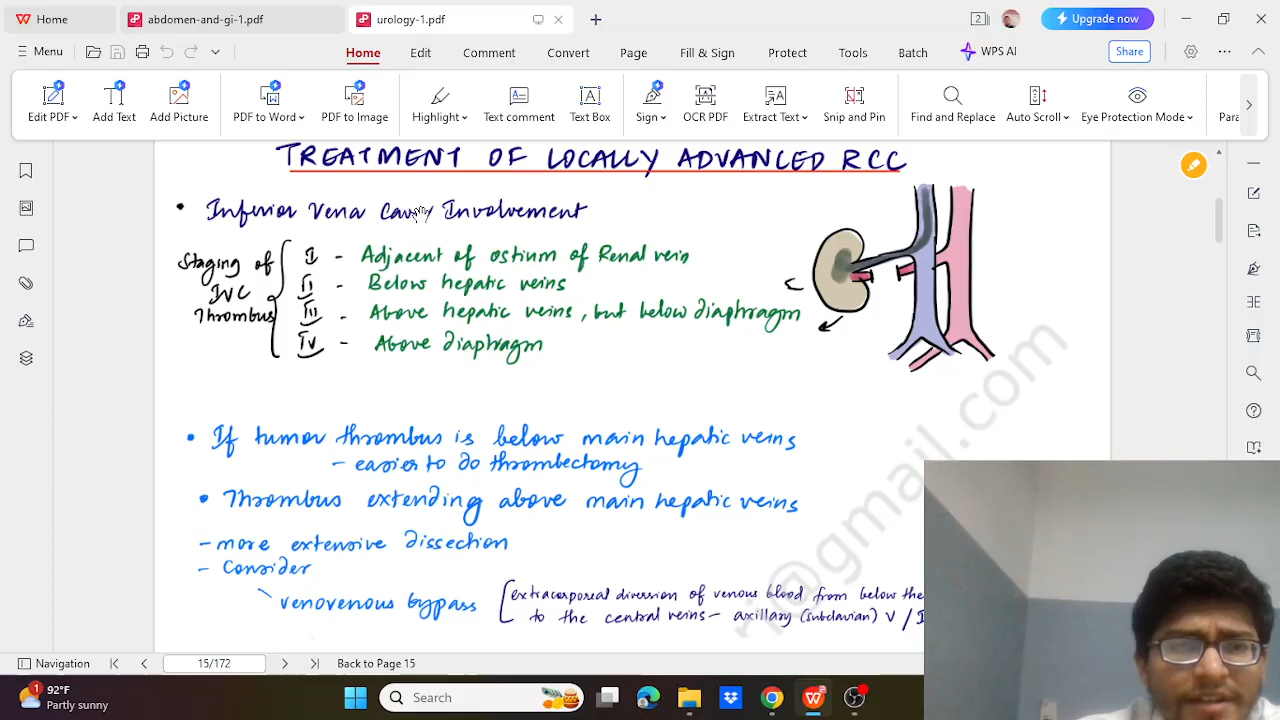 Home
abdomen-and-gi-1.pdf
urology-1.pdf
2
Upgrade now
Menu
Home
Edit
Comment
Convert
Page
Fill & Sign
Protect
Tools
Batch
WPS AI
Share
Edit PDF
Add Text
Add Picture
PDF to Word
PDF to Image
Highlight
Text comment
Text Box
Sign
OCR PDF
Extract Text
Snip and Pin
Find and Replace
Auto Scroll
Eye Protection Mode
TREATMENT OF LOCALLY ADVANCED RCC
• Inferior Vena Cava Involvement
Staging of IVC Thrombus
I - Adjacent of ostium of Renal vein
II - Below hepatic veins
III - Above hepatic veins, but below diaphragm
IV - Above diaphragm
• If tumor thrombus is below main hepatic veins
- easier to do thrombectomy
• Thrombus extending above main hepatic veins
- more extensive dissection
- Consider
venovenous bypass
extracorporeal diversion of venous blood from below the
to the central veins - axillary (subclavian) V /
@gmail.com
Navigation
15/172
Back to Page 15
1
92°F
Partly sunny
Search